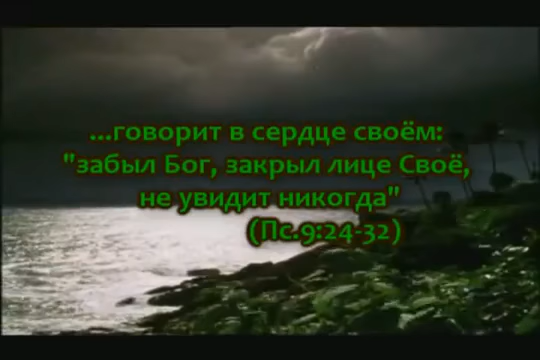 ...говорит в сердце своём:
"забыл Бог, закрыл лице Своё,
не увидит никогда"
(Пс.9:24-32)